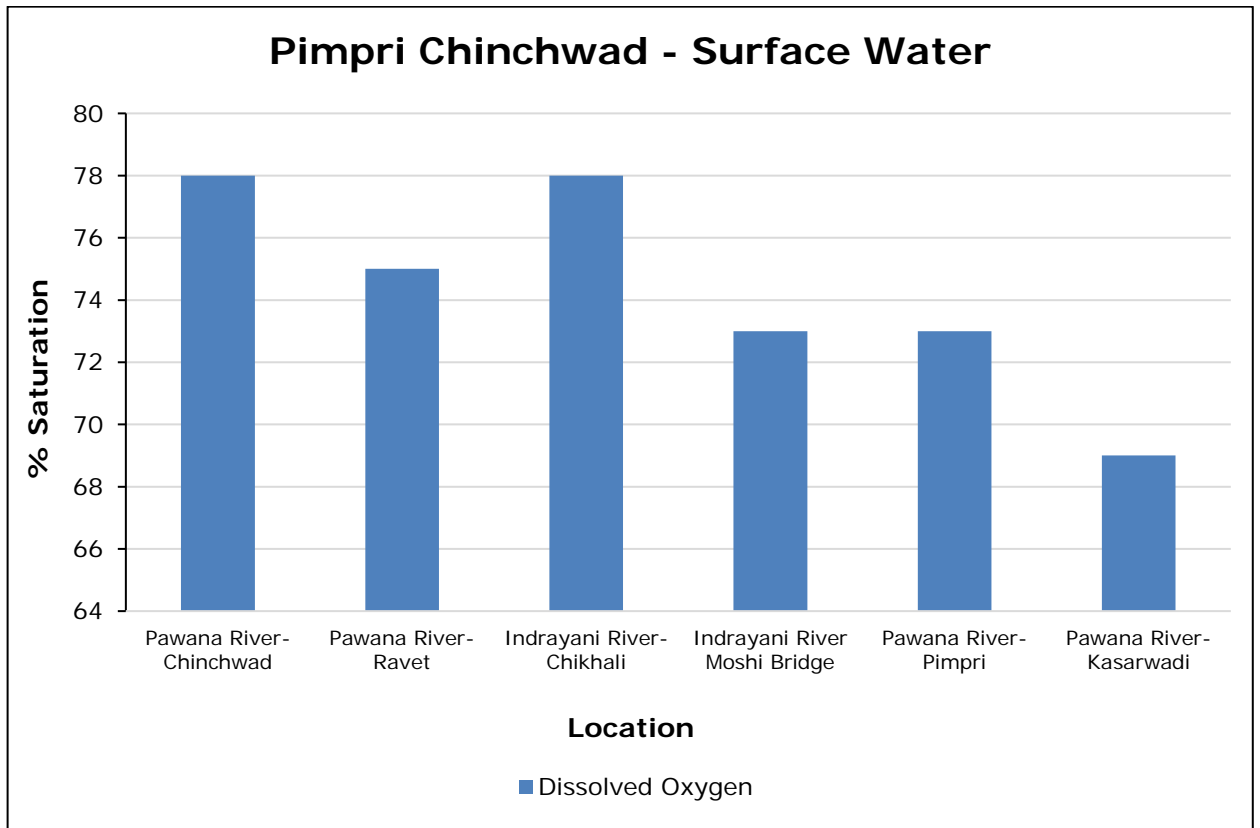 Pimpri Chinchwad - Surface Water
80
78
76
74
72
70
68
66
64
% Saturation
Pawana River-
Chinchwad
Pawana River-
Ravet
Indrayani River-
Chikhali
Indrayani River
Moshi Bridge
Pawana River-
Pimpri
Pawana River-
Kasarwadi
Location
Dissolved Oxygen